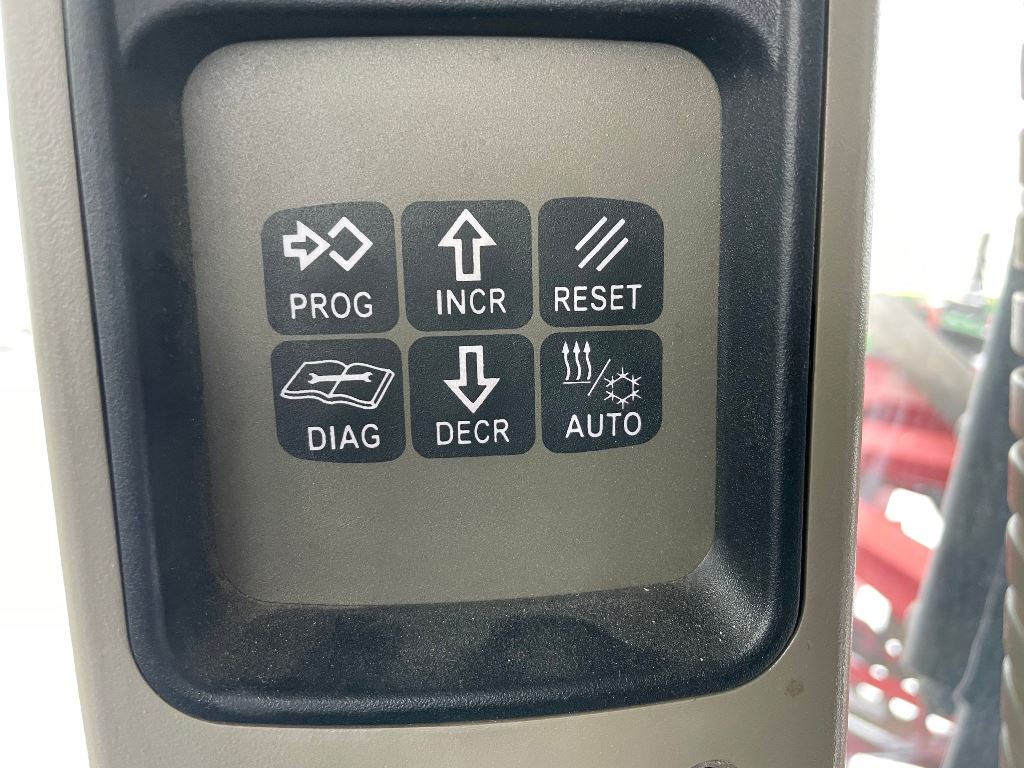 PROG
INCR
RESET
DIAG
DECR
AUTO